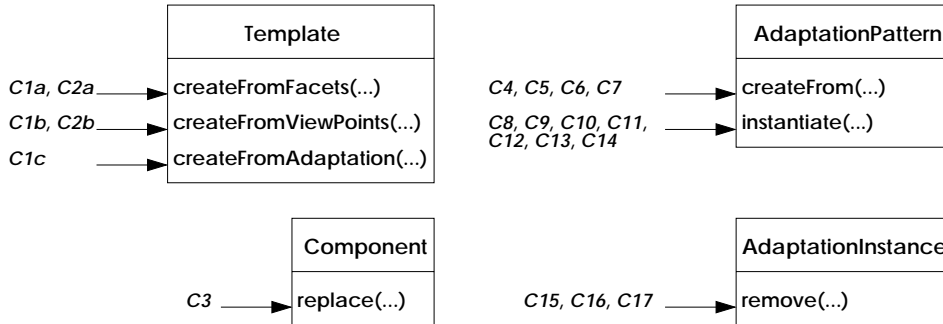 Template
C1a, C2a createFromFacets(...)
C1b, C2b createFromViewPoints(...)
C1c createFromAdaptation(...)
AdaptationPattern
C4, C5, C6, C7 createFrom(...)
C8, C9, C10, C11, instantiate(...)
C12, C13, C14
Component
C3 replace(...)
AdaptationInstance
C15, C16, C17 remove(...)